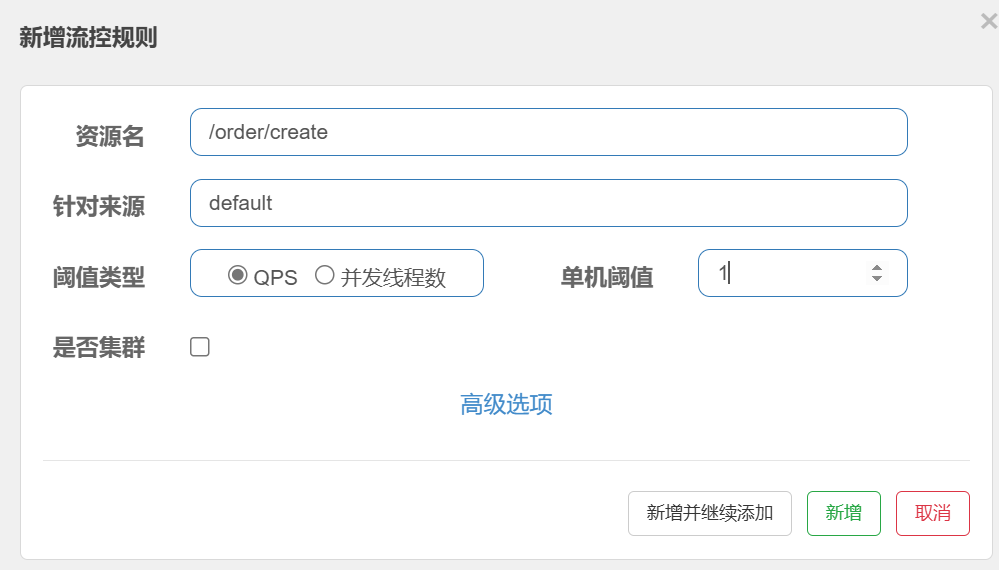 新增流控规则
资源名 /order/create
针对来源 default
阈值类型 QPS 并发线程数 单机阈值 1
是否集群
高级选项
新增并继续添加 新增 取消